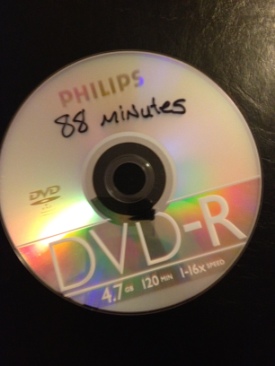 PHILIPS
88 MiNutes
DVD
DVD-R
4.7 GB 120 MIN 1-16x SPEED